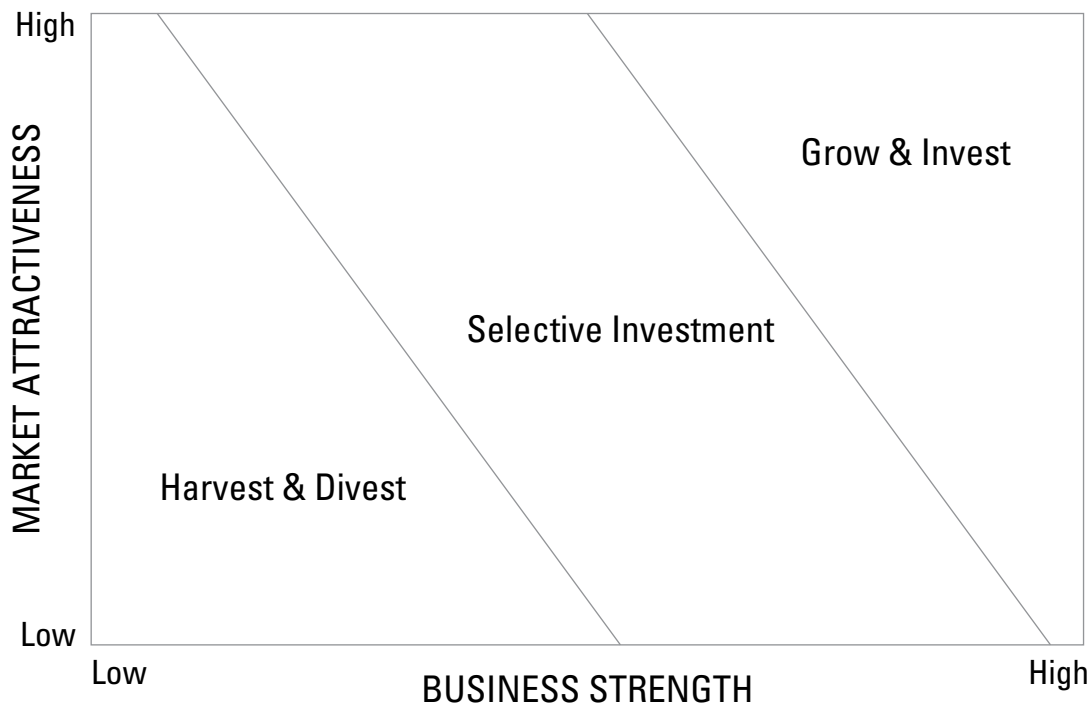 High
Grow & Invest
MARKET ATTRACTIVENESS
Selective Investment
Harvest & Divest
Low
Low
High
BUSINESS STRENGTH